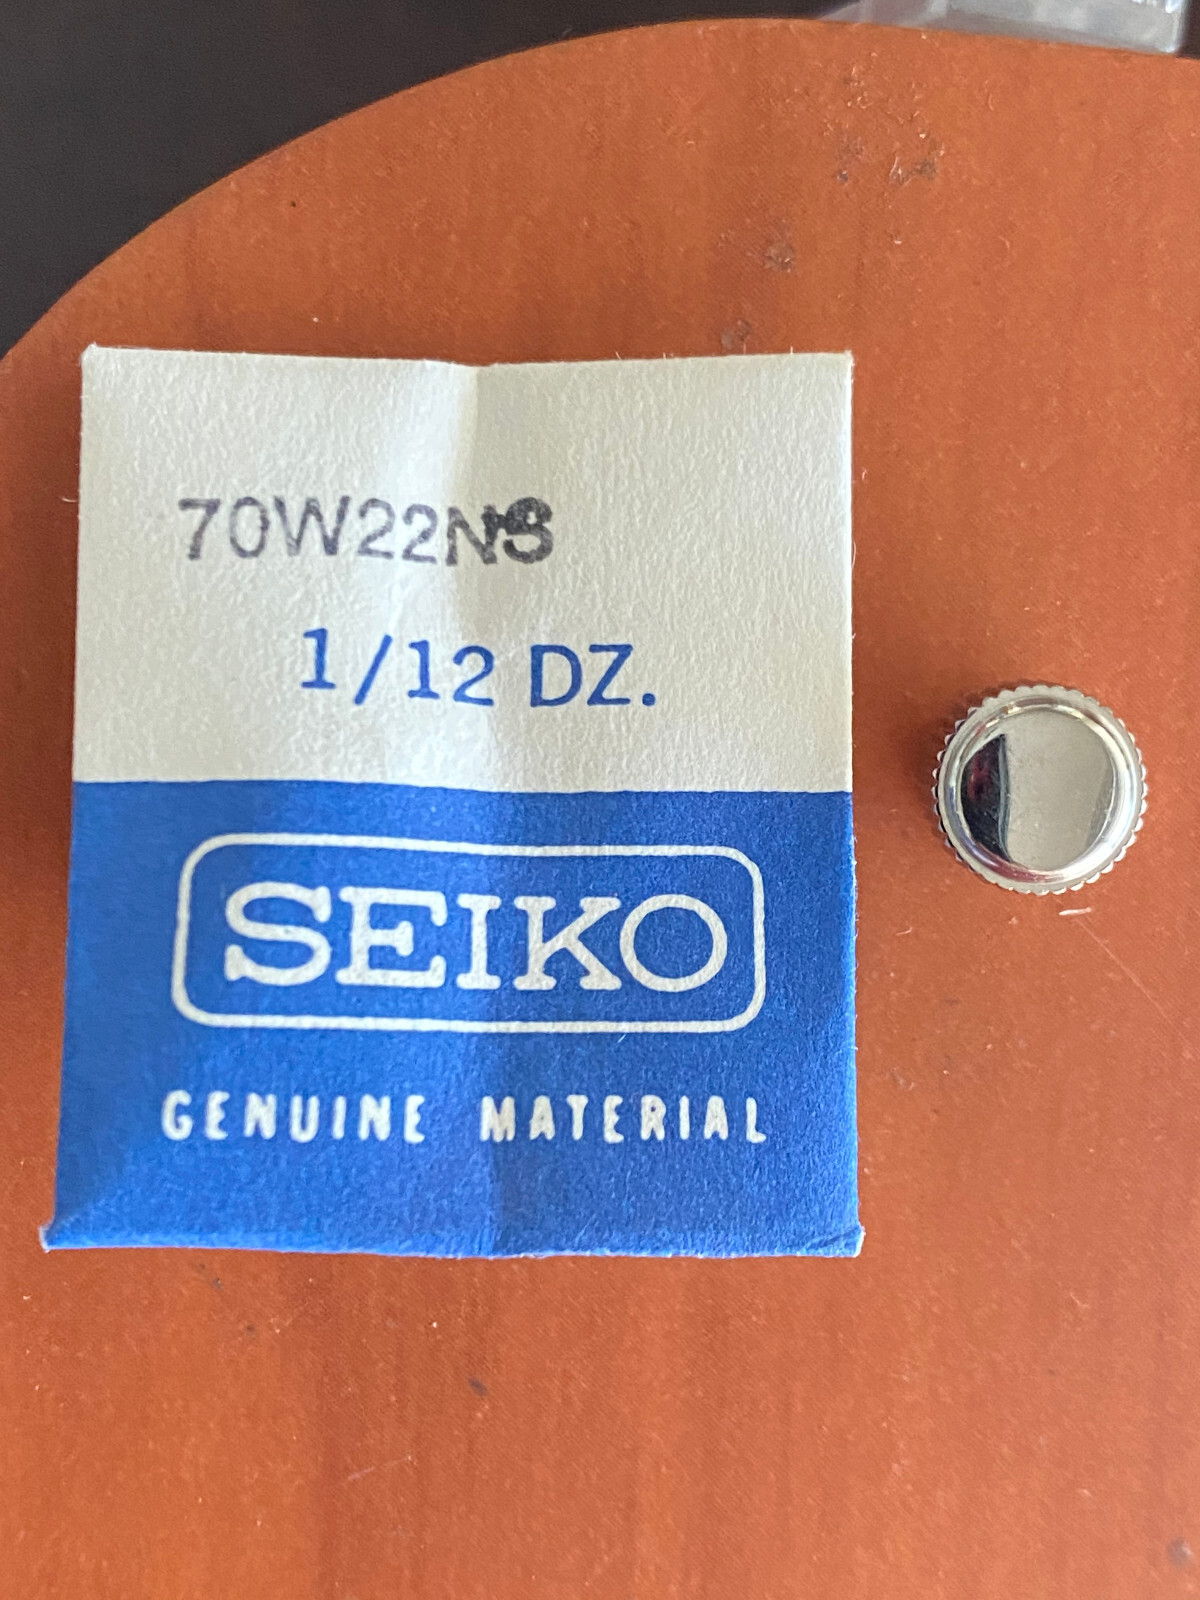 70W22NS
1/12 DZ.
SEIKO
GENUINE MATERIAL